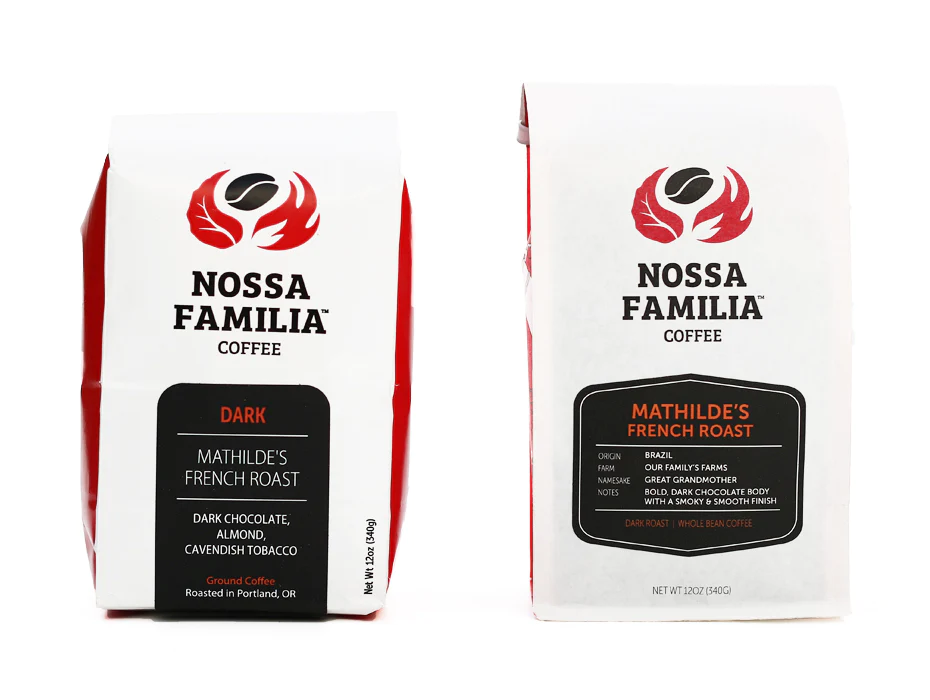 NOSSA
FAMILIA™
COFFEE
DARK
MATHILDE'S
FRENCH ROAST
DARK CHOCOLATE,
ALMOND,
CAVENDISH TOBACCO
Ground Coffee
Roasted in Portland, OR
Net Wt 12oz (340g)
NOSSA
FAMILIA™
COFFEE
MATHILDE'S
FRENCH ROAST
ORIGIN BRAZIL
FARM OUR FAMILY'S FARMS
NAMESAKE GREAT GRANDMOTHER
NOTES BOLD, DARK CHOCOLATE BODY
WITH A SMOKY & SMOOTH FINISH
DARK ROAST | WHOLE BEAN COFFEE
NET WT 12OZ (340G)